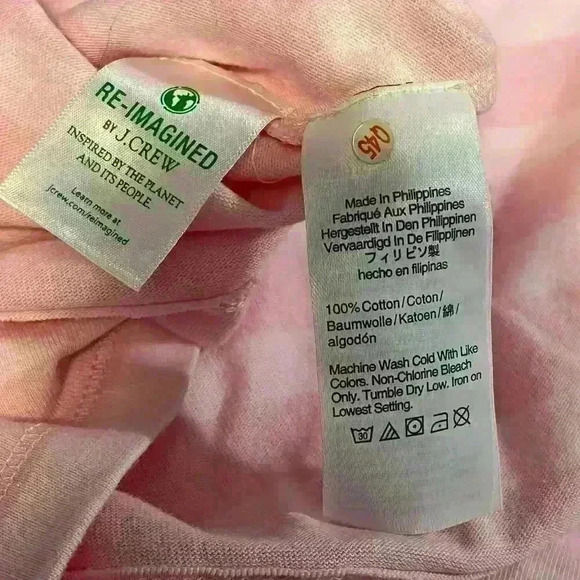 RE-IMAGINED
BY J.CREW
INSPIRED BY THE PLANET
AND ITS PEOPLE.
Learn more at
jcrew.com/reimagined
Q45
Made In Philippines
Fabriqué Aux Philippines
Hergestellt In Den Philippinen
Vervaardigd In De Filippijnen
フィリピン製
hecho en filipinas
100% Cotton/Coton/
Baumwolle/Katoen/綿/
algodón
Machine Wash Cold With Like
Colors. Non-Chlorine Bleach
Only. Tumble Dry Low. Iron on
Lowest Setting.
30